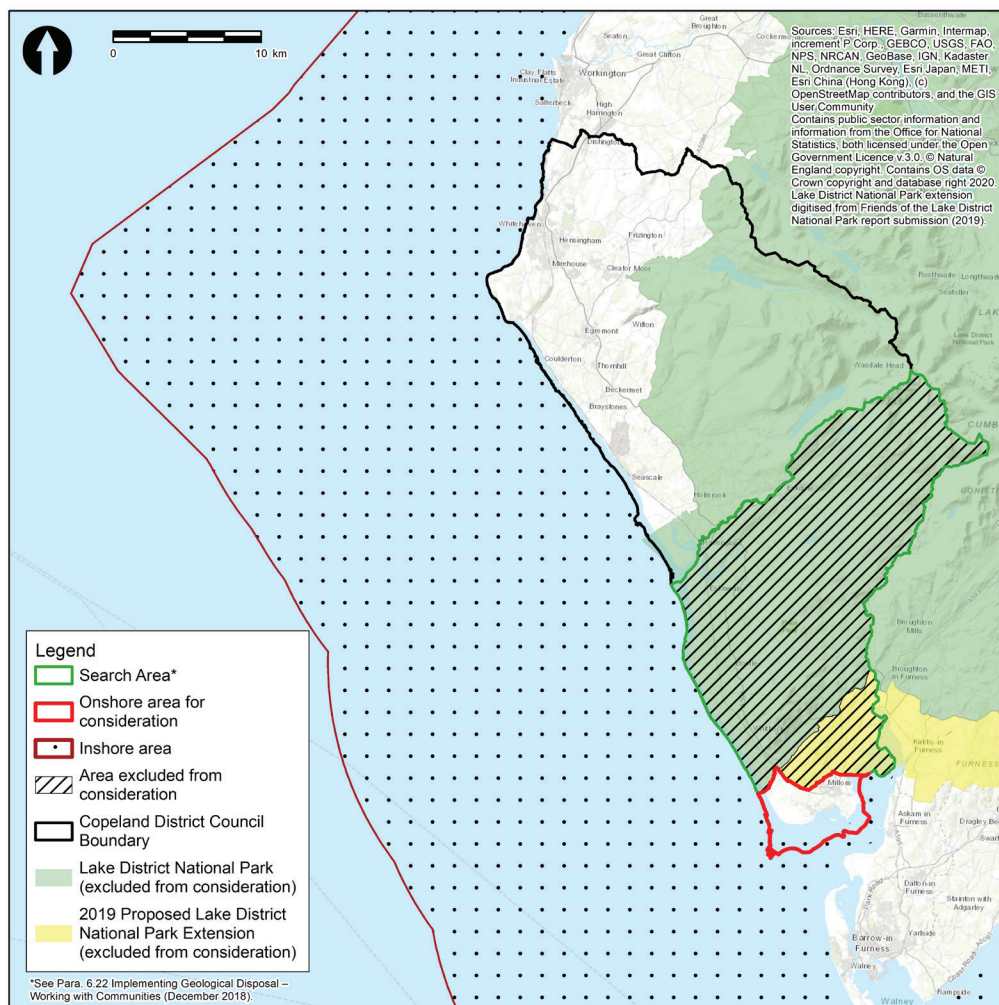 0 10 km
Sources: Esri, HERE, Garmin, Intermap,
increment P Corp., GEBCO, USGS, FAO,
NPS, NRCAN, GeoBase, IGN, Kadaster
NL, Ordnance Survey, Esri Japan, METI,
Esri China (Hong Kong), (c)
OpenStreetMap contributors, and the GIS
User Community
Contains public sector information and
information from the Office for National
Statistics, both licensed under the Open
Government Licence v.3.0. © Natural
England copyright. Contains OS data ©
Crown copyright and database right 2020.
Lake District National Park extension
digitised from Friends of the Lake District
National Park report submission (2019).
Bassenthwaite
Great
Broughton
Seaton
Great Clifton
Clay Flatts
Industrial Estate
Workington
Salterbeck
High
Harrington
Distington
Whitehaven
Hensingham
Frizington
Mirehouse
Cleator Moor
Rosthwaite
Longthwaite
Seatoller
Egremont
Wilton
Lake District
National Park
Coulderton
Thornhill
Wasdale Head
Beckermet
Braystones
Seascale
Holmrook
Broughton
Mills
Broughton
in Furness
Kirkby-in
Furness
Millom
Askam in
Furness
Dalton-in
Furness
Stainton with
Adgarley
Park Road
Yarlside
Barrow-in
Furness
Walney
Rampside
Walney
Legend
Search Area*
Onshore area for
consideration
Inshore area
Area excluded from
consideration
Copeland District Council
Boundary
Lake District National Park
(excluded from consideration)
2019 Proposed Lake District
National Park Extension
(excluded from consideration)
*See Para. 6.22 Implementing Geological Disposal –
Working with Communities (December 2018).